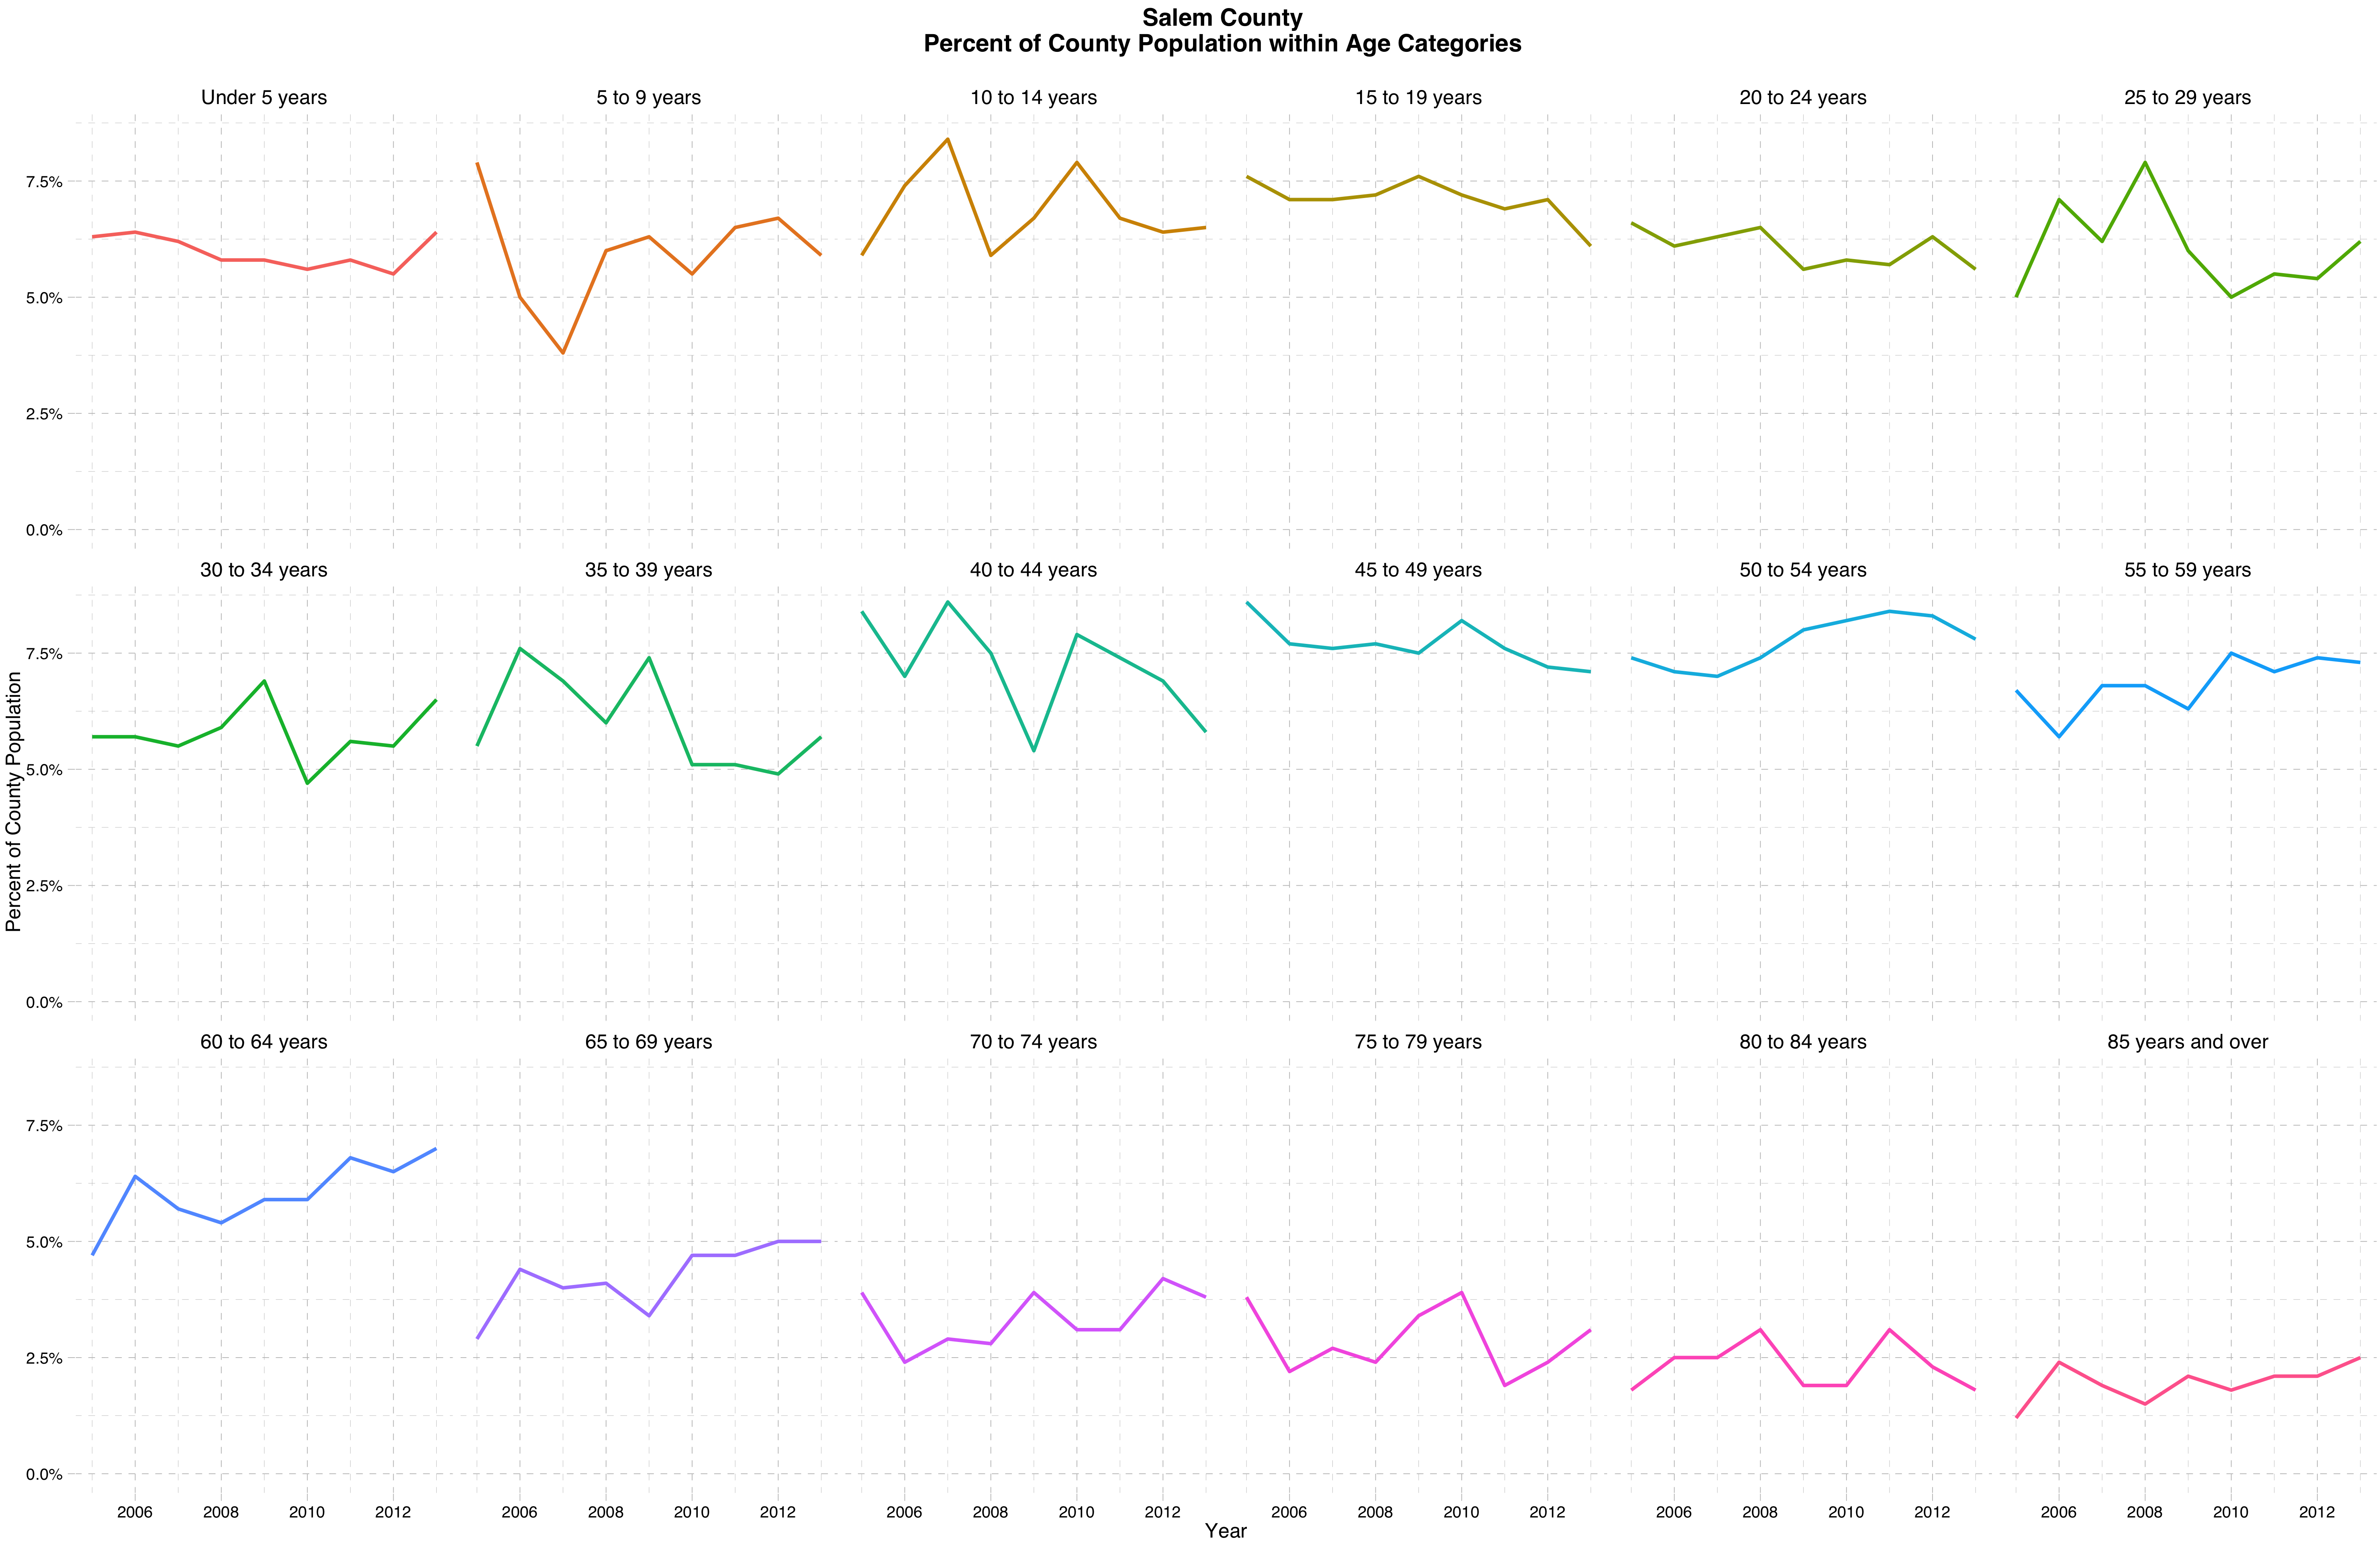 Salem County
Percent of County Population within Age Categories
Under 5 years
5 to 9 years
10 to 14 years
15 to 19 years
20 to 24 years
25 to 29 years
7.5%
5.0%
2.5%
0.0%
30 to 34 years
35 to 39 years
40 to 44 years
45 to 49 years
50 to 54 years
55 to 59 years
7.5%
5.0%
2.5%
0.0%
Percent of County Population
60 to 64 years
65 to 69 years
70 to 74 years
75 to 79 years
80 to 84 years
85 years and over
7.5%
5.0%
2.5%
0.0%
2006 2008 2010 2012
2006 2008 2010 2012
2006 2008 2010 2012
2006 2008 2010 2012
2006 2008 2010 2012
2006 2008 2010 2012
Year